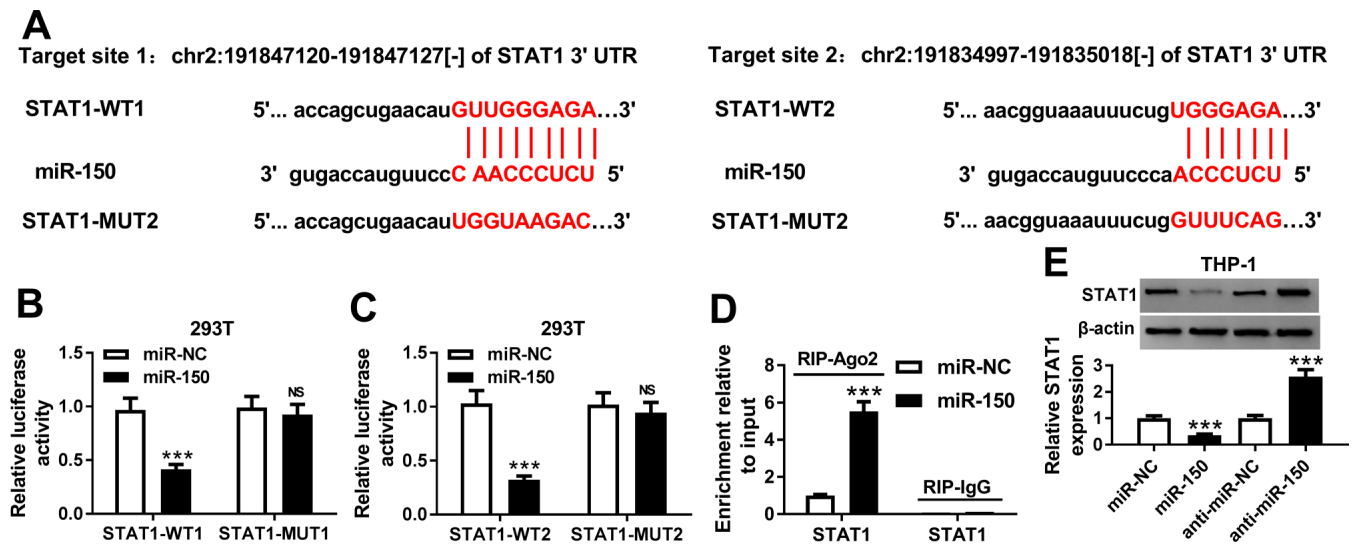 A
Target site 1: chr2:191847120-191847127[-] of STAT1 3' UTR
STAT1-WT1 5'... accagcugaacauGUUGGGAGA...3'
miR-150 3' gugaccauguuccC AACCCUCU 5'
STAT1-MUT2 5'... accagcugaacauUGGUAAGAC...3'
Target site 2: chr2:191834997-191835018[-] of STAT1 3' UTR
STAT1-WT2 5'... aacgguaaauuucugUGGGAGA...3'
miR-150 3' gugaccauguucccaACCCUCU 5'
STAT1-MUT2 5'... aacgguaaauuucugGUUUCAG...3'
B
293T
miR-NC
miR-150
Relative luciferase
activity
1.5
1.0
0.5
0.0
***
NS
STAT1-WT1 STAT1-MUT1
C
293T
miR-NC
miR-150
Relative luciferase
activity
1.5
1.0
0.5
0.0
***
NS
STAT1-WT2 STAT1-MUT2
D
Enrichment relative
to input
8
6
4
2
0
RIP-Ago2
***
miR-NC
miR-150
RIP-IgG
STAT1 STAT1
E
THP-1
STAT1
β-actin
Relative STAT1
expression
3
2
1
0
***
***
miR-NC
miR-150
anti-miR-NC
anti-miR-150